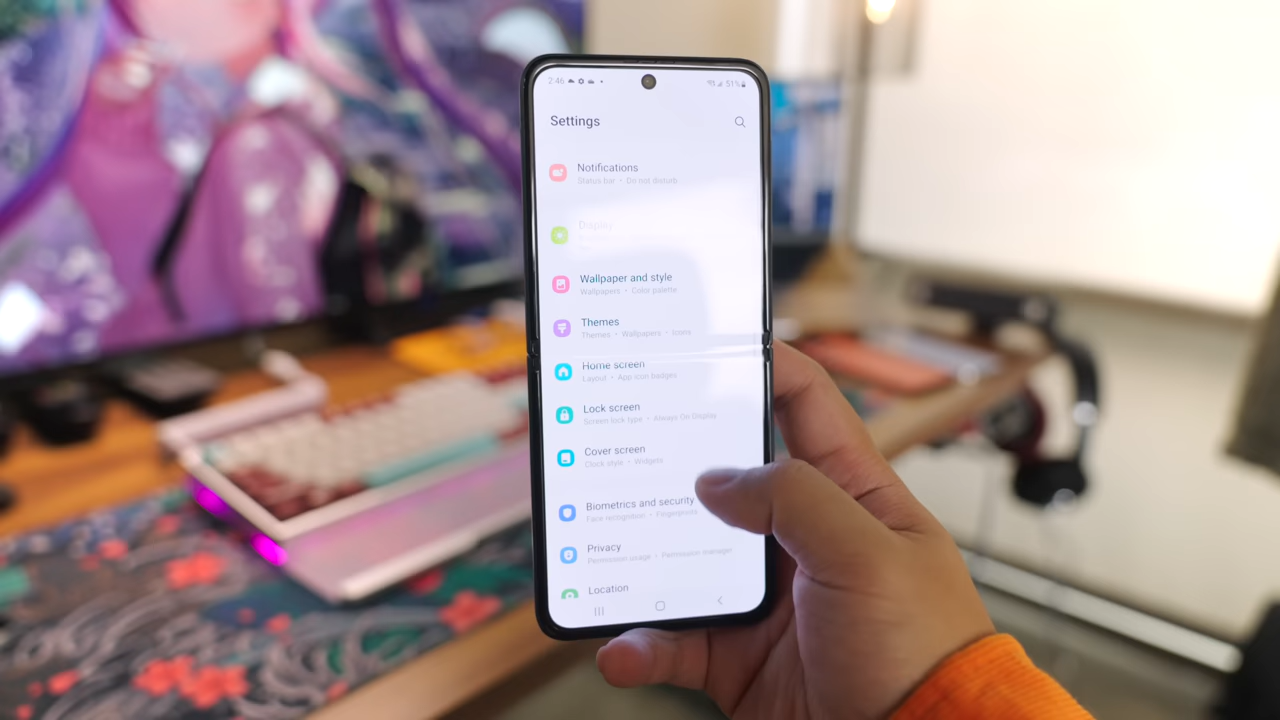 2:46
51%
Settings
Notifications
Status bar • Do not disturb
Display
Wallpaper and style
Wallpapers • Color palette
Themes
Themes • Wallpapers • Icons
Home screen
Layout • App icon badges
Lock screen
Screen lock type • Always On Display
Cover screen
Clock style • Widgets
Biometrics and security
Face recognition • Fingerprints
Privacy
Permission usage • Permission manager
Location